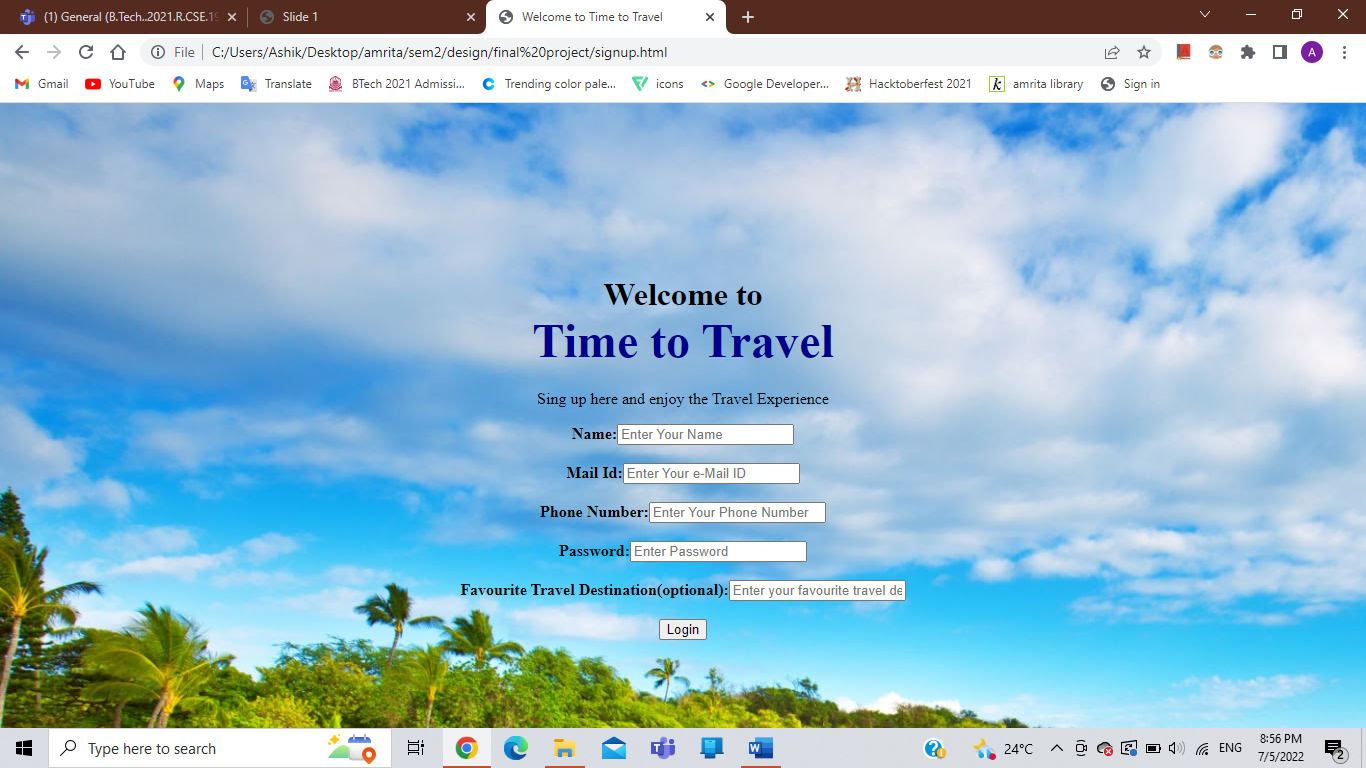 (1) General (B.Tech..2021.R.CSE.19
Slide 1
Welcome to Time to Travel
File
C:/Users/Ashik/Desktop/amrita/sem2/design/final%20project/signup.html
A
Gmail
YouTube
Maps
Translate
BTech 2021 Admissi...
Trending color pale...
icons
Google Developer...
Hacktoberfest 2021
amrita library
Sign in
Welcome to
Time to Travel
Sing up here and enjoy the Travel Experience
Name: Enter Your Name
Mail Id: Enter Your e-Mail ID
Phone Number: Enter Your Phone Number
Password: Enter Password
Favourite Travel Destination(optional): Enter your favourite travel de
Login
Type here to search
24°C
ENG
8:56 PM
7/5/2022
2